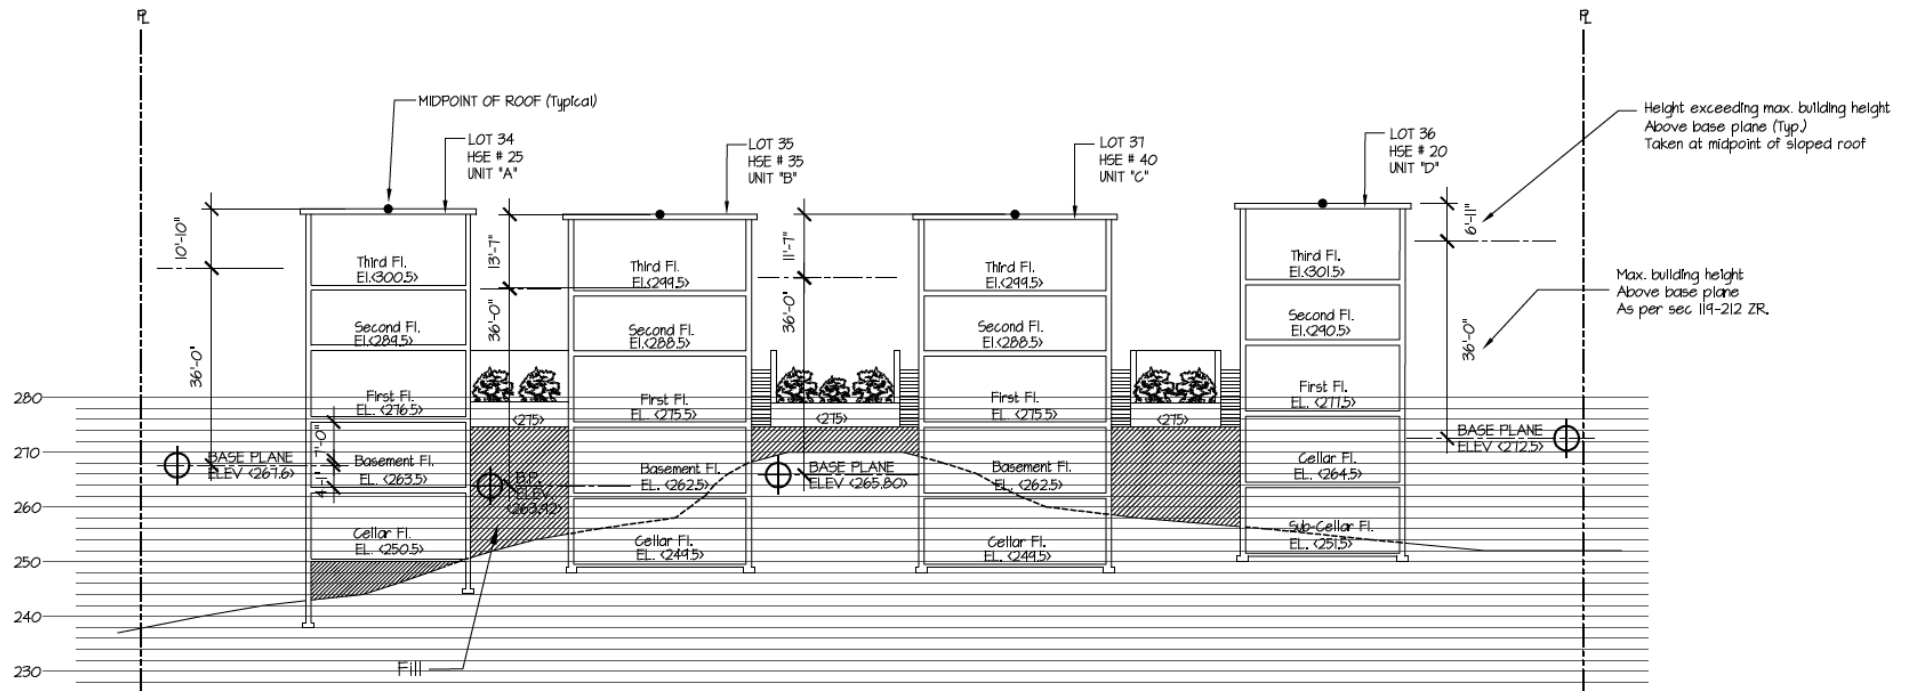 PL
PL
MIDPOINT OF ROOF (Typical)
Height exceeding max. building height
Above base plane (Typ.)
Taken at midpoint of sloped roof
LOT 34
HSE # 25
UNIT "A"
LOT 35
HSE # 35
UNIT "B"
LOT 37
HSE # 40
UNIT "C"
LOT 36
HSE # 20
UNIT "D"
10'-10"
13'-7"
11'-7"
6'-11"
Third Fl.
El.<300.5>
Third Fl.
El.<299.5>
Third Fl.
El.<299.5>
Third Fl.
El.<301.5>
Max. building height
Above base plane
As per sec 119-212 ZR.
36'-0"
36'-0"
36'-0"
36'-0"
Second Fl.
El.<289.5>
Second Fl.
El.<288.5>
Second Fl.
El.<288.5>
Second Fl.
El.<290.5>
280
First Fl.
EL. <276.5>
First Fl.
EL. <275.5>
First Fl.
EL. <275.5>
First Fl.
EL. <277.5>
<275>
<275>
<275>
270
BASE PLANE
ELEV <267.6>
7'-0"
4'-1"
Basement Fl.
EL. <263.5>
B.P.
ELEV.
<263.92>
Basement Fl.
EL. <262.5>
BASE PLANE
ELEV <265.80>
Basement Fl.
EL. <262.5>
Cellar Fl.
EL. <264.5>
BASE PLANE
ELEV <272.5>
260
Cellar Fl.
EL. <250.5>
Cellar Fl.
EL. <249.5>
Cellar Fl.
EL. <249.5>
Sub-Cellar Fl.
EL. <251.5>
250
240
230
Fill